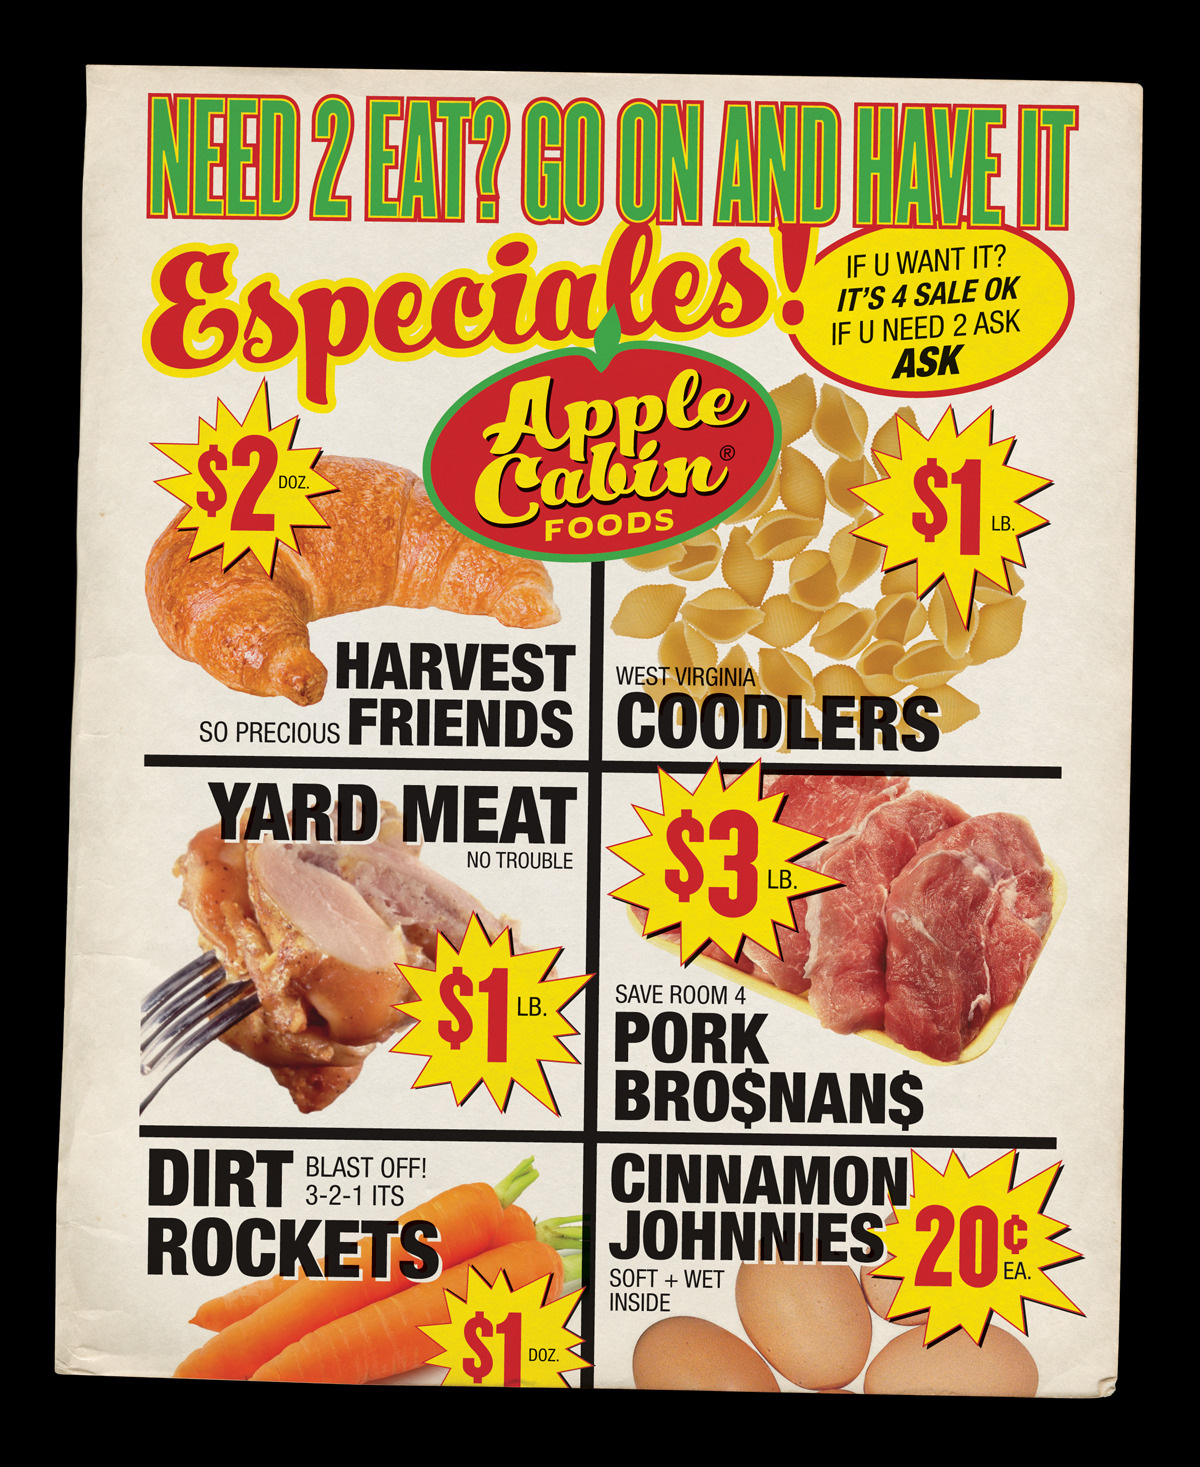 NEED 2 EAT? GO ON AND HAVE IT
Especiales!
IF U WANT IT?
IT'S 4 SALE OK
IF U NEED 2 ASK
ASK
Apple
Cabin®
FOODS
$2 DOZ.
HARVEST
SO PRECIOUS FRIENDS
$1 LB.
WEST VIRGINIA
COODLERS
YARD MEAT
NO TROUBLE
$1 LB.
$3 LB.
SAVE ROOM 4
PORK
BRO$NAN$
DIRT
BLAST OFF!
3-2-1 ITS
ROCKETS
$1 DOZ.
CINNAMON
JOHNNIES
SOFT + WET
INSIDE
20¢ EA.